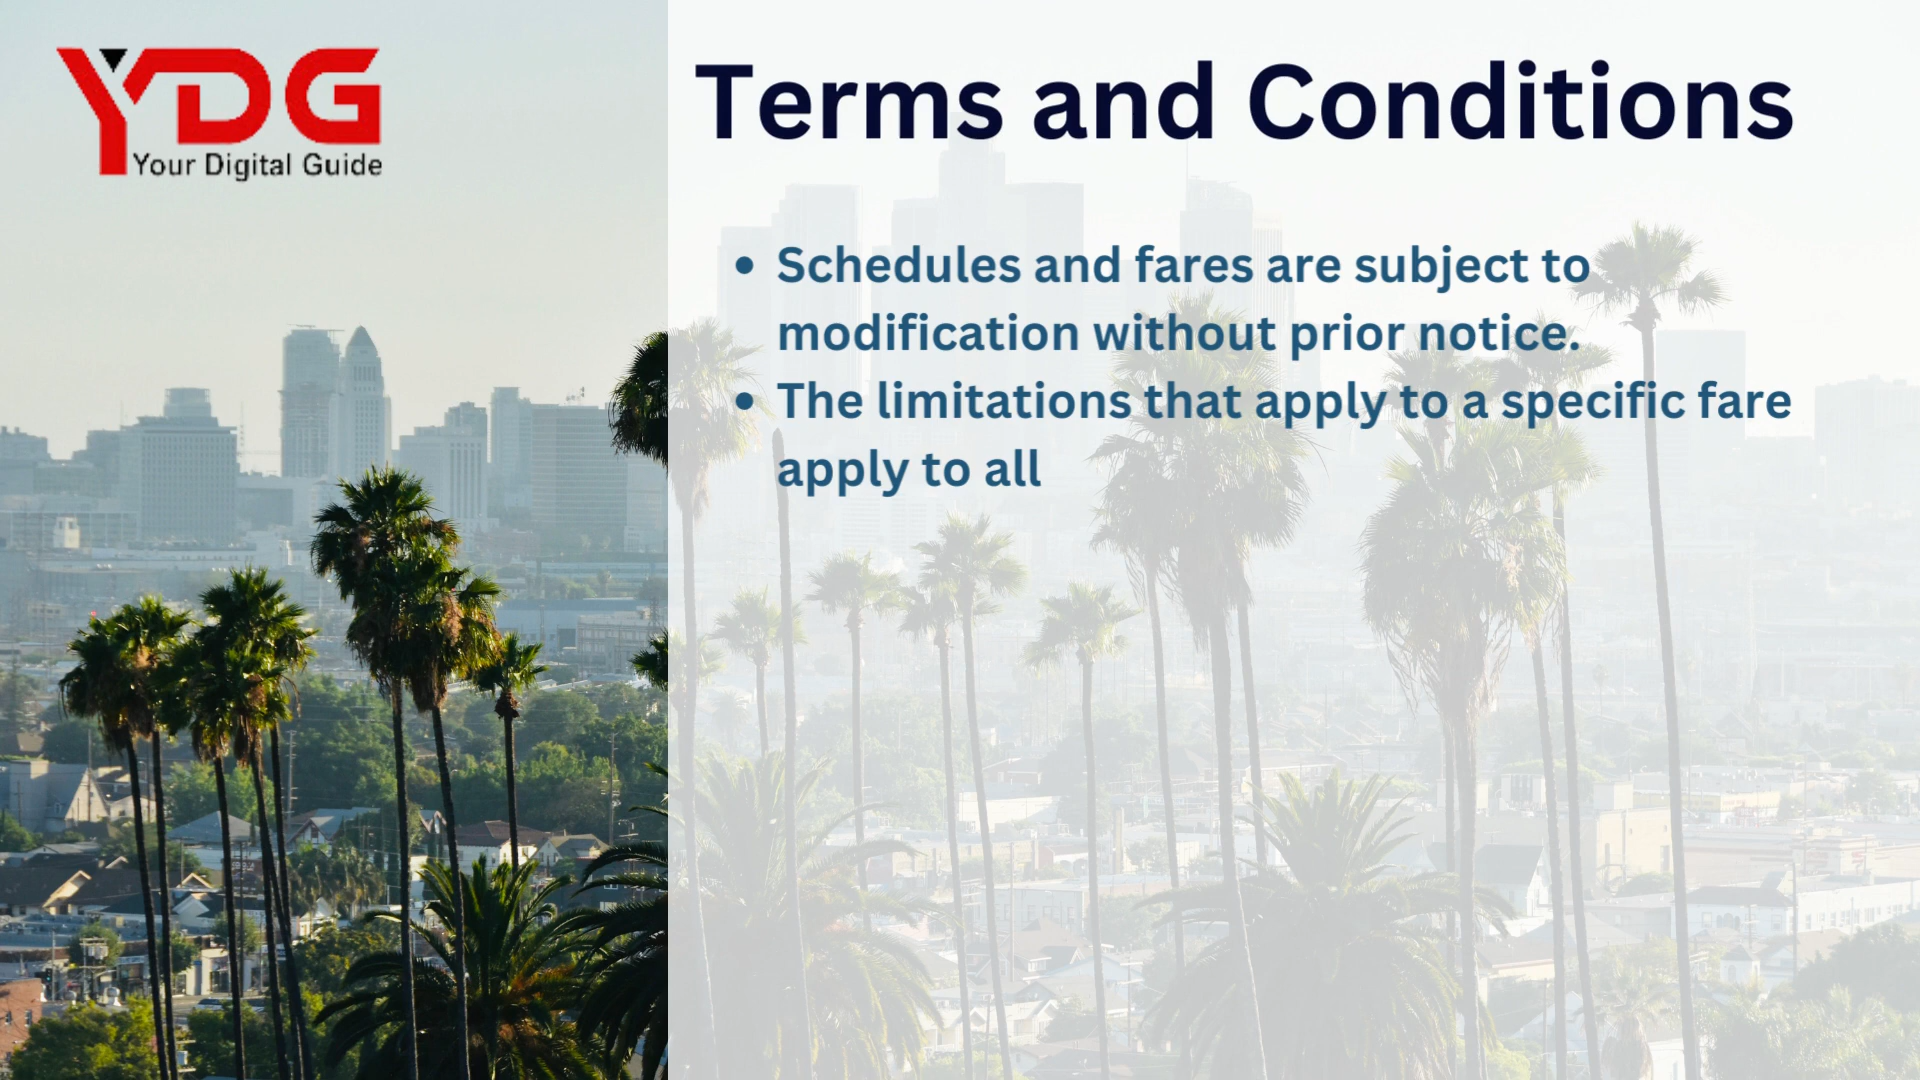 YDG
Your Digital Guide
Terms and Conditions
• Schedules and fares are subject to
modification without prior notice.
• The limitations that apply to a specific fare
apply to all